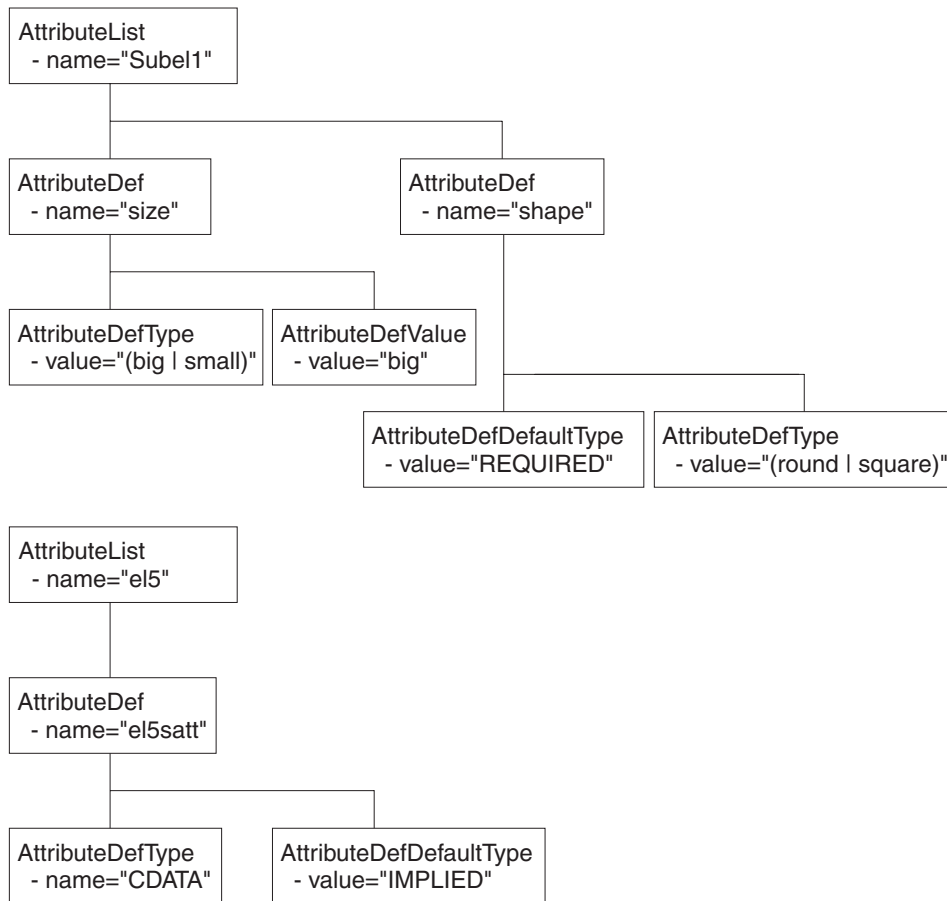 AttributeList
- name="Subel1"
AttributeDef
- name="size"
AttributeDef
- name="shape"
AttributeDefType
- value="(big | small)"
AttributeDefValue
- value="big"
AttributeDefDefaultType
- value="REQUIRED"
AttributeDefType
- value="(round | square)"
AttributeList
- name="el5"
AttributeDef
- name="el5satt"
AttributeDefType
- name="CDATA"
AttributeDefDefaultType
- value="IMPLIED"